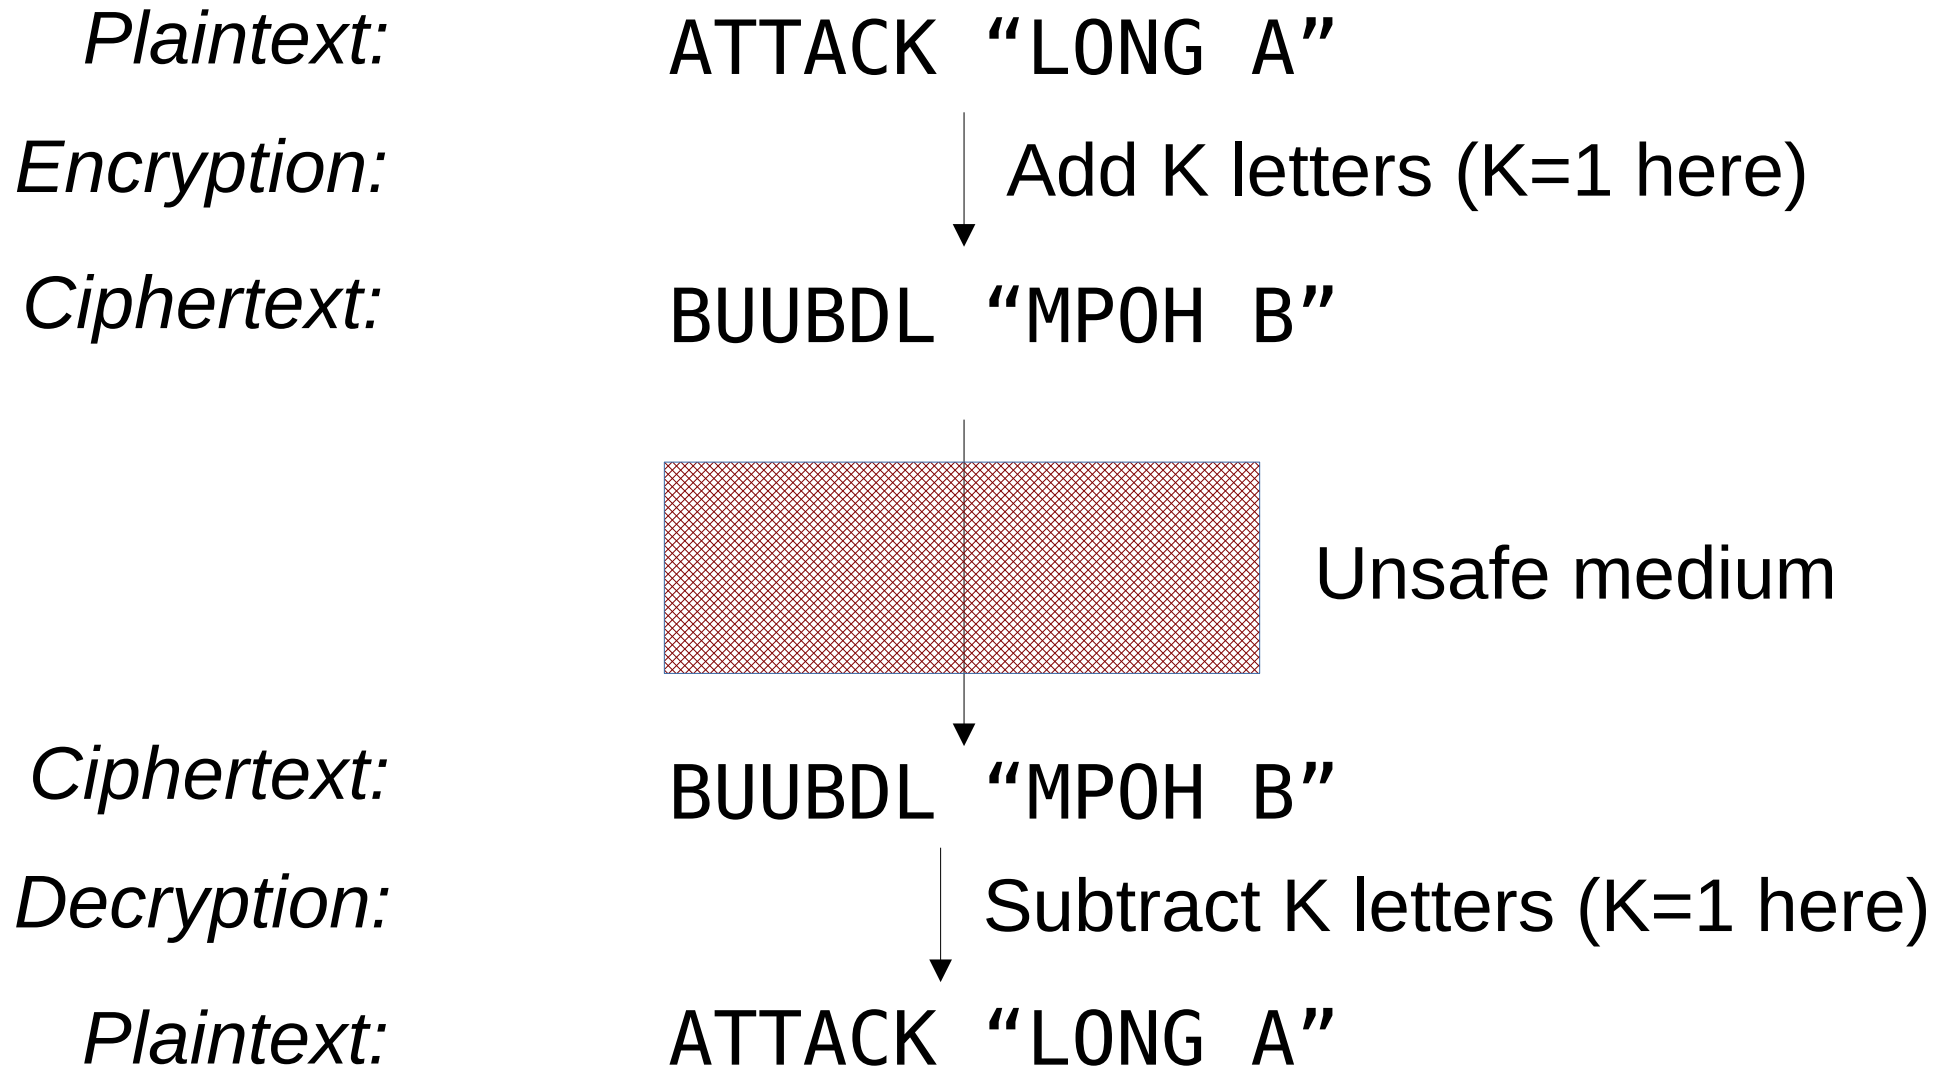 Plaintext: ATTACK “LONG A”
Encryption: Add K letters (K=1 here)
Ciphertext: BUUBDL “MPOH B”
Unsafe medium
Ciphertext: BUUBDL “MPOH B”
Decryption: Subtract K letters (K=1 here)
Plaintext: ATTACK “LONG A”